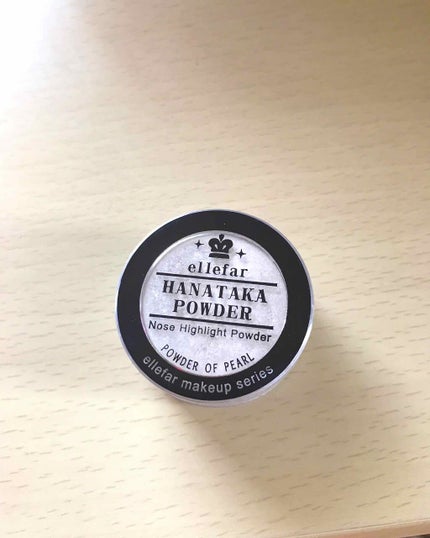 ellefar
HANATAKA
POWDER
Nose Highlight Powder
POWDER OF PEARL
ellefar makeup series